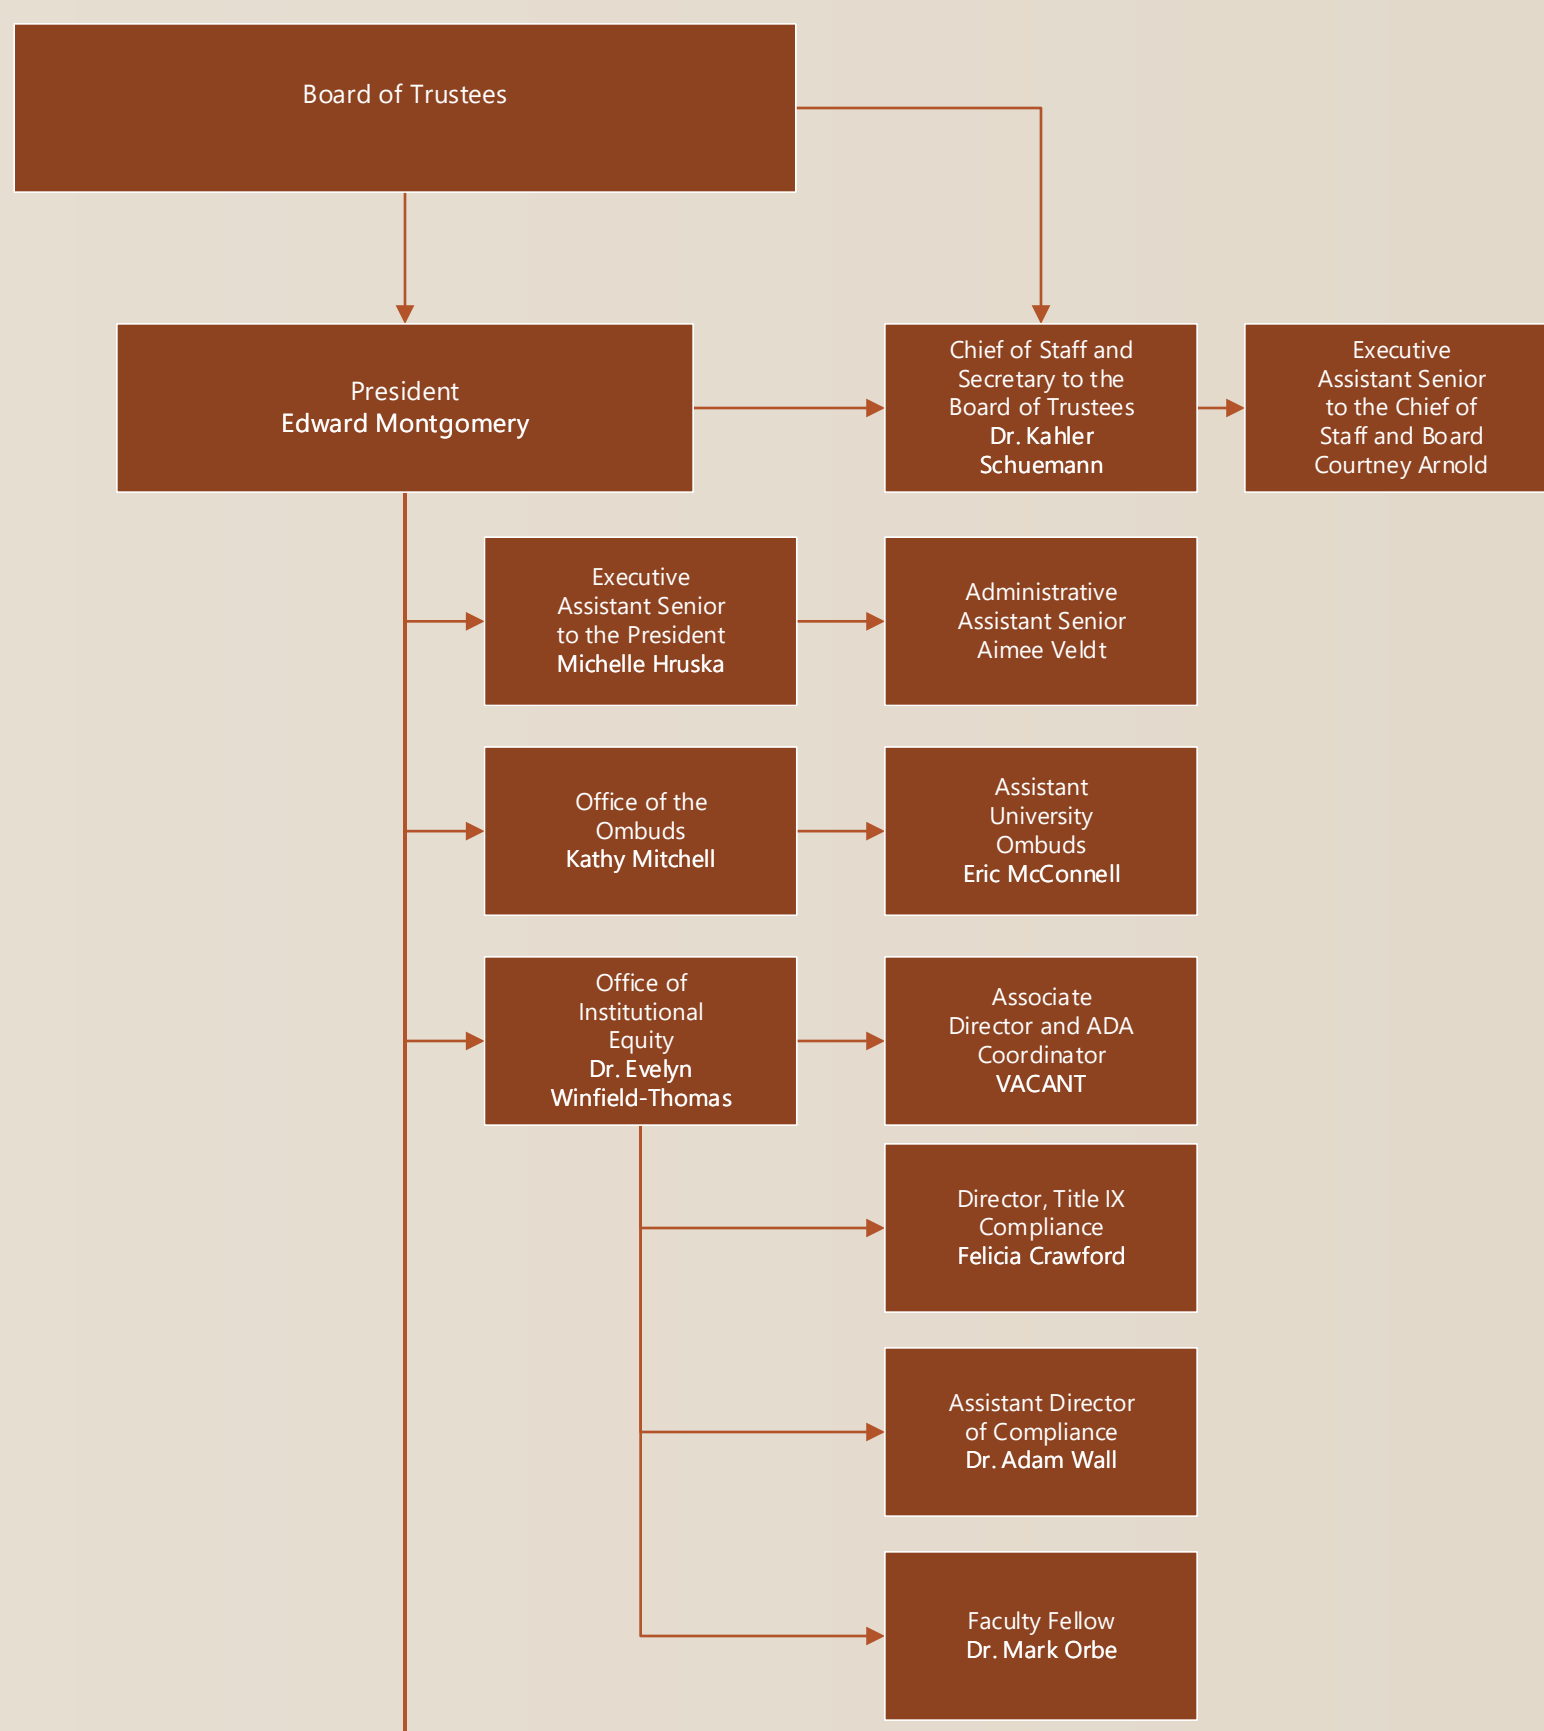 Board of Trustees
President
Edward Montgomery
Chief of Staff and
Secretary to the
Board of Trustees
Dr. Kahler
Schuemann
Executive
Assistant Senior
to the Chief of
Staff and Board
Courtney Arnold
Executive
Assistant Senior
to the President
Michelle Hruska
Administrative
Assistant Senior
Aimee Veldt
Office of the
Ombuds
Kathy Mitchell
Assistant
University
Ombuds
Eric McConnell
Office of
Institutional
Equity
Dr. Evelyn
Winfield-Thomas
Associate
Director and ADA
Coordinator
VACANT
Director, Title IX
Compliance
Felicia Crawford
Assistant Director
of Compliance
Dr. Adam Wall
Faculty Fellow
Dr. Mark Orbe